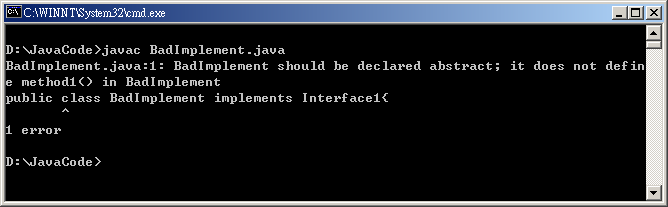 C:\WINNT\System32\cmd.exe
D:\JavaCode>javac BadImplement.java
BadImplement.java:1: BadImplement should be declared abstract; it does not defin
e method1() in BadImplement
public class BadImplement implements Interface1{
       ^
1 error
D:\JavaCode>